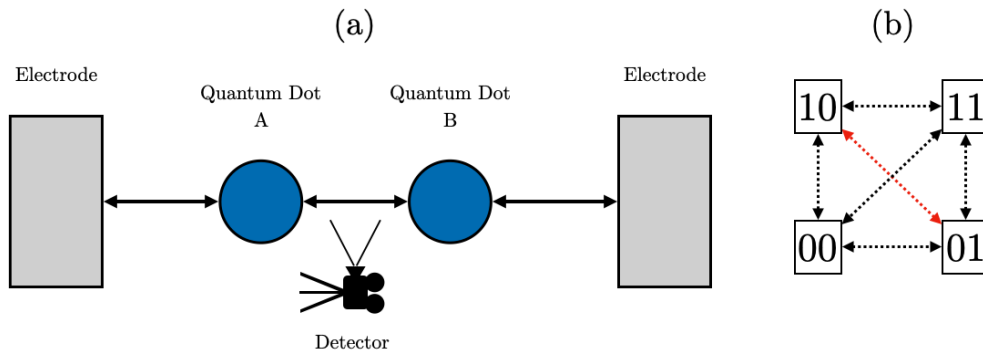 (a)
(b)
Electrode
Electrode
Quantum Dot
A
Quantum Dot
B
10
11
00
01
Detector